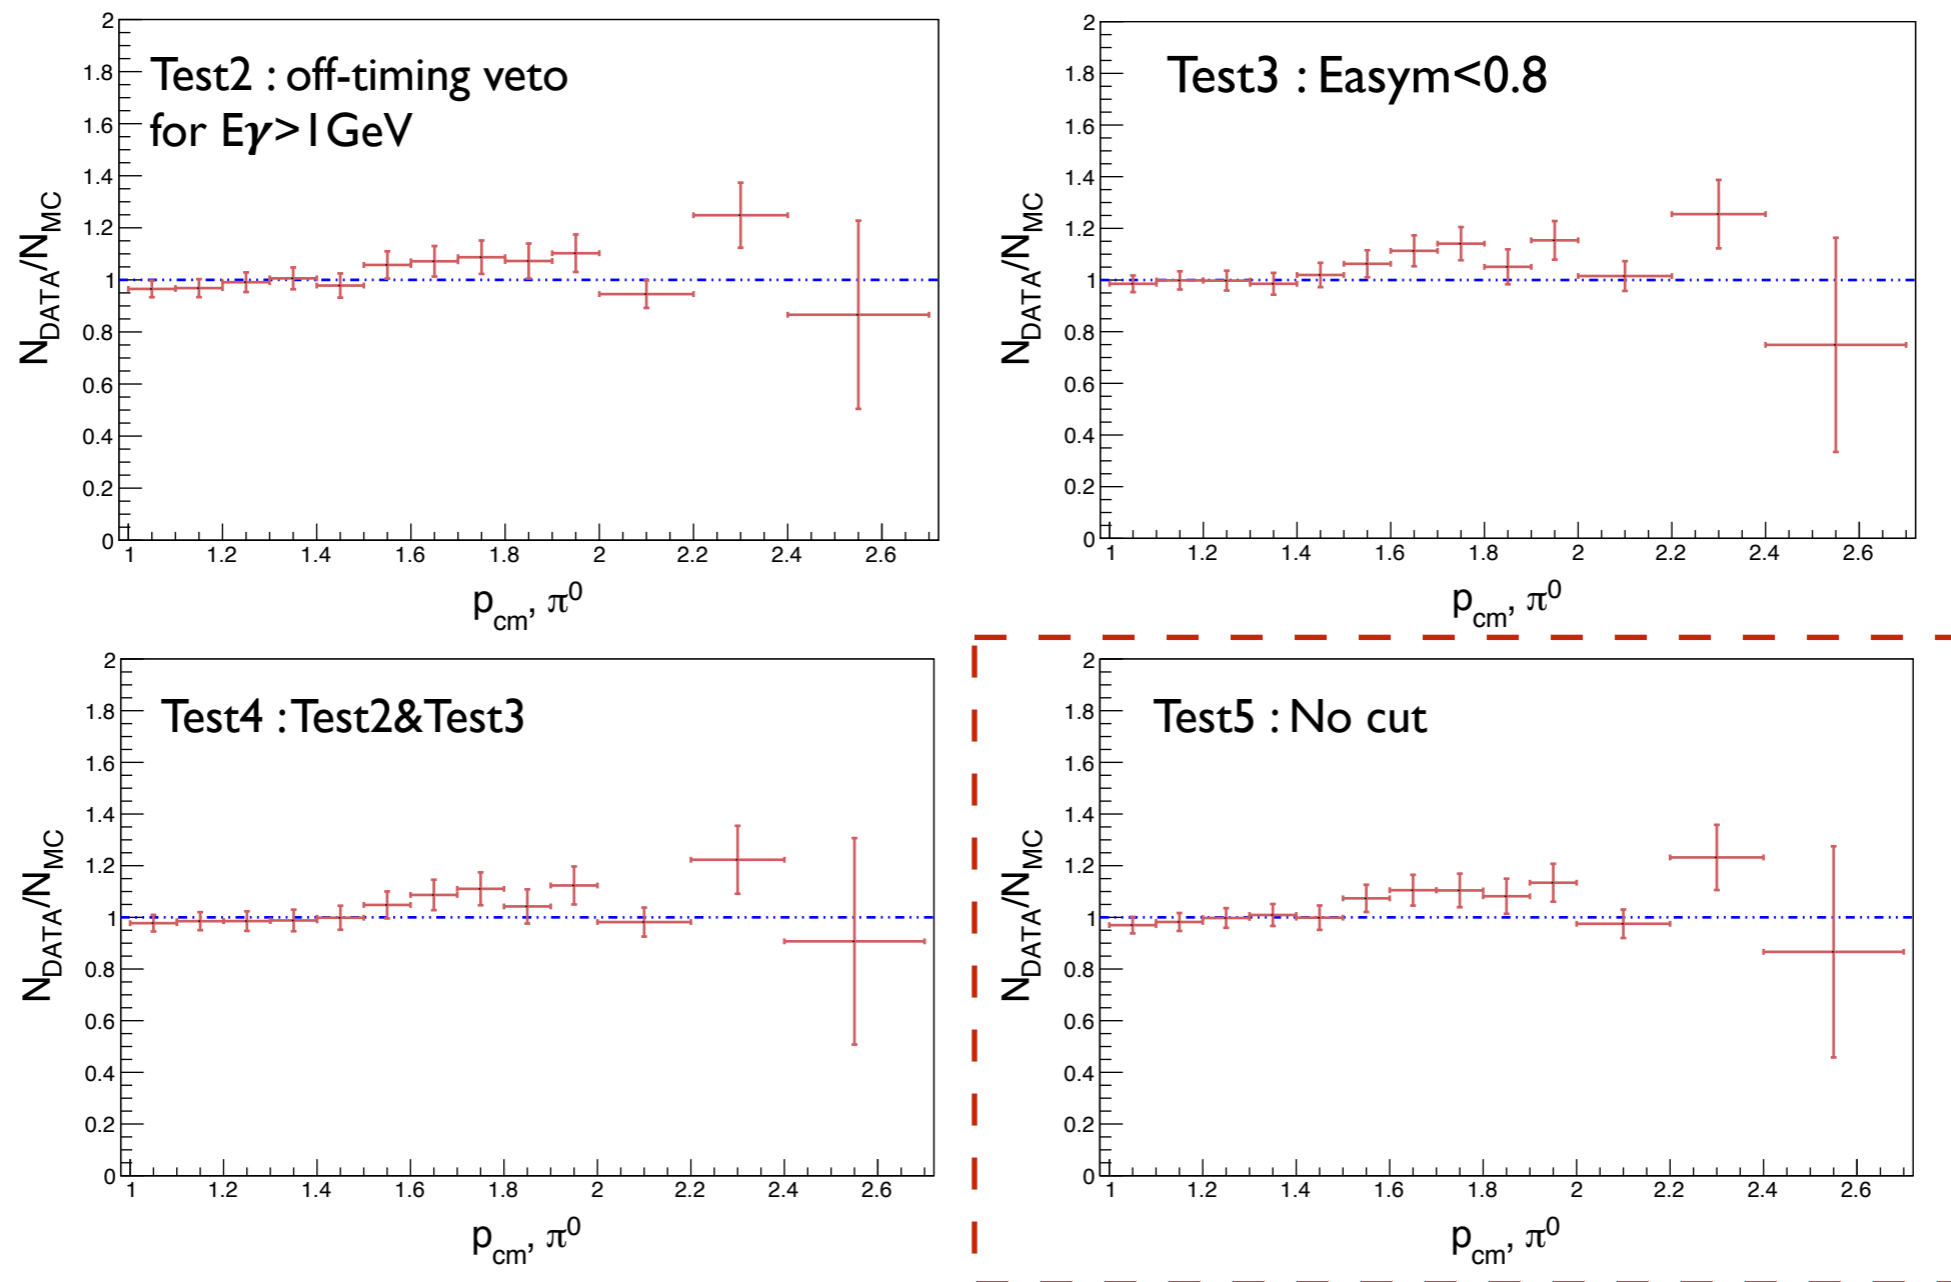 Test2 : off-timing veto
for Eγ>1GeV
2
1.8
1.6
1.4
1.2
1
0.8
0.6
0.4
0.2
0
N_DATA/N_MC
1 1.2 1.4 1.6 1.8 2 2.2 2.4 2.6
p_cm, π^0
Test3 : Easym<0.8
2
1.8
1.6
1.4
1.2
1
0.8
0.6
0.4
0.2
0
N_DATA/N_MC
1 1.2 1.4 1.6 1.8 2 2.2 2.4 2.6
p_cm, π^0
Test4 : Test2&Test3
2
1.8
1.6
1.4
1.2
1
0.8
0.6
0.4
0.2
0
N_DATA/N_MC
1 1.2 1.4 1.6 1.8 2 2.2 2.4 2.6
p_cm, π^0
Test5 : No cut
2
1.8
1.6
1.4
1.2
1
0.8
0.6
0.4
0.2
0
N_DATA/N_MC
1 1.2 1.4 1.6 1.8 2 2.2 2.4 2.6
p_cm, π^0